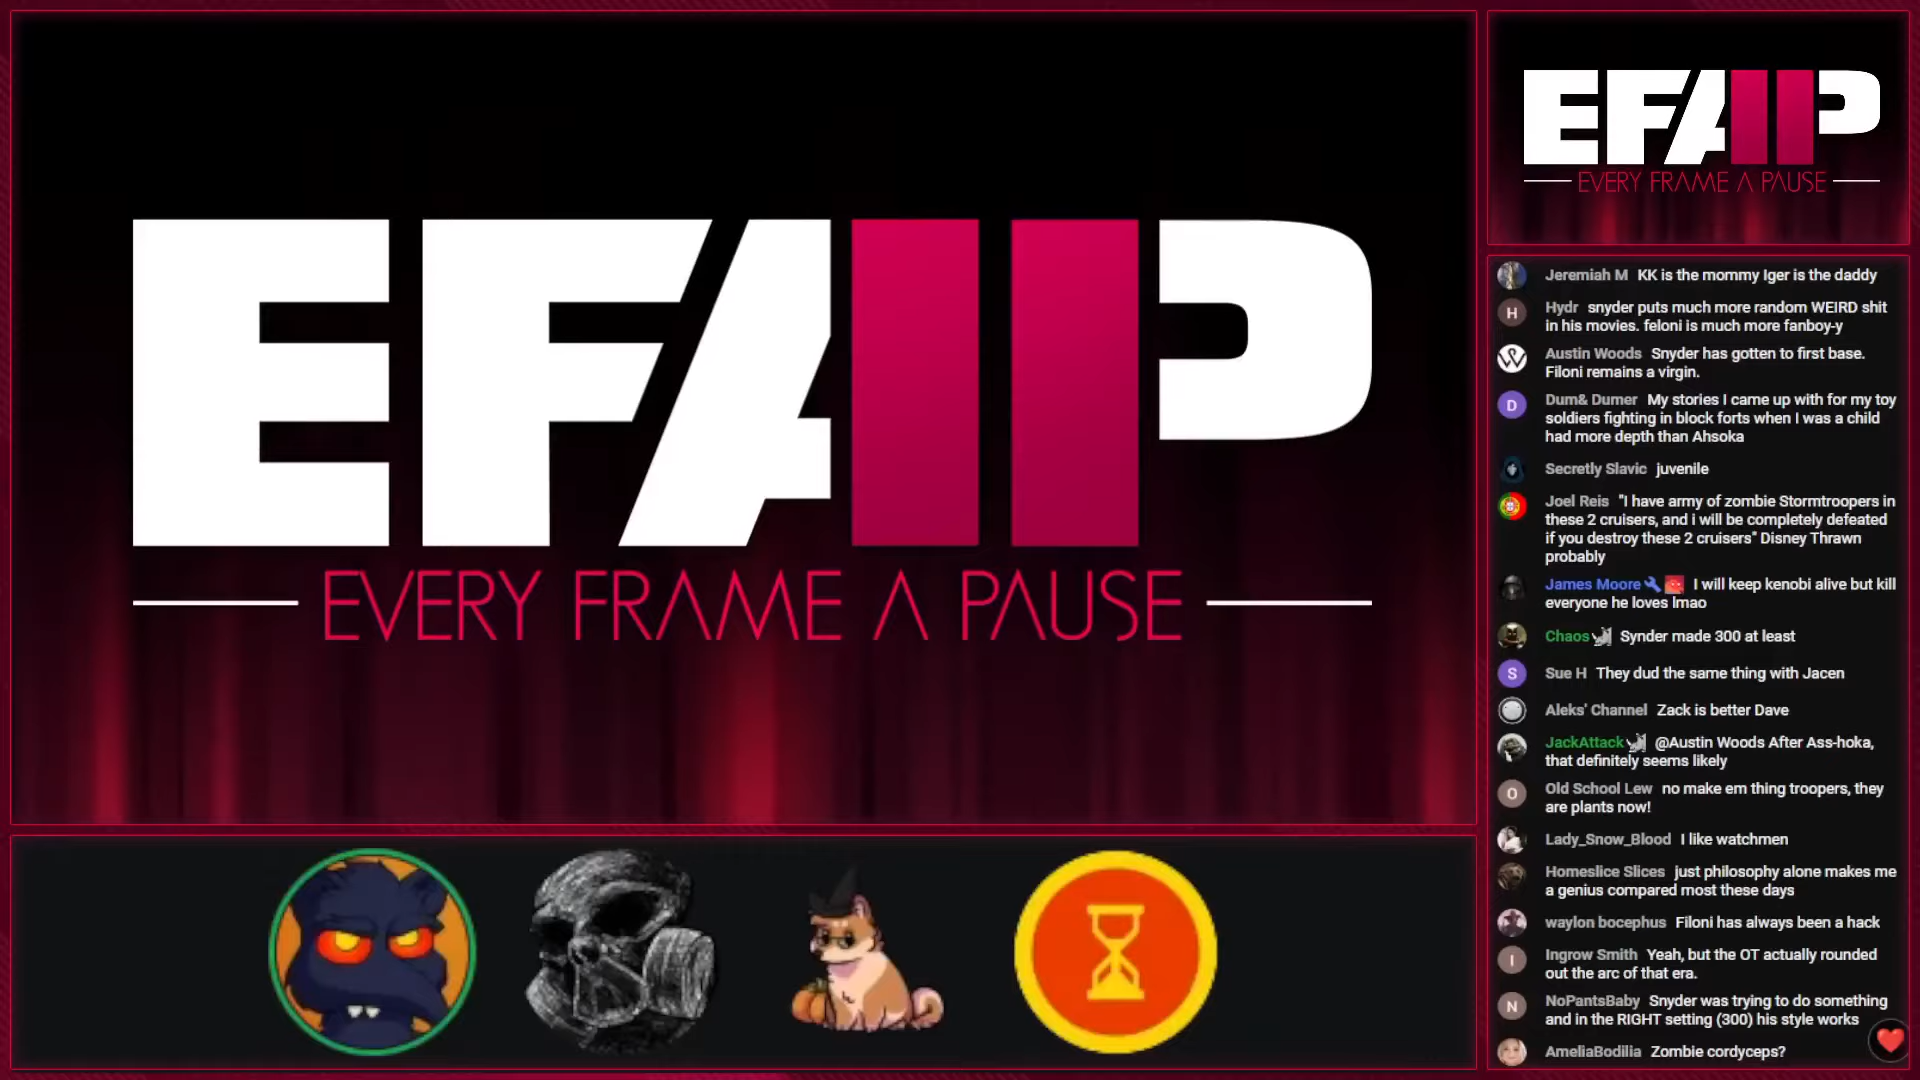 EFAP
EVERY FRAME A PAUSE
EFAP
EVERY FRAME A PAUSE
Jeremiah M KK is the mommy Iger is the daddy
H
Hydr snyder puts much more random WEIRD shit
in his movies. feloni is much more fanboy-y
W
Austin Woods Snyder has gotten to first base.
Filoni remains a virgin.
D
Dum& Dumer My stories I came up with for my toy
soldiers fighting in block forts when I was a child
had more depth than Ahsoka
Secretly Slavic juvenile
Joel Reis "I have army of zombie Stormtroopers in
these 2 cruisers, and i will be completely defeated
if you destroy these 2 cruisers" Disney Thrawn
probably
James Moore I will keep kenobi alive but kill
everyone he loves lmao
Chaos Synder made 300 at least
S
Sue H They dud the same thing with Jacen
Aleks' Channel Zack is better Dave
JackAttack @Austin Woods After Ass-hoka,
that definitely seems likely
O
Old School Lew no make em thing troopers, they
are plants now!
Lady_Snow_Blood I like watchmen
Homeslice Slices just philosophy alone makes me
a genius compared most these days
waylon bocephus Filoni has always been a hack
I
Ingrow Smith Yeah, but the OT actually rounded
out the arc of that era.
N
NoPantsBaby Snyder was trying to do something
and in the RIGHT setting (300) his style works
AmeliaBodilia Zombie cordyceps?